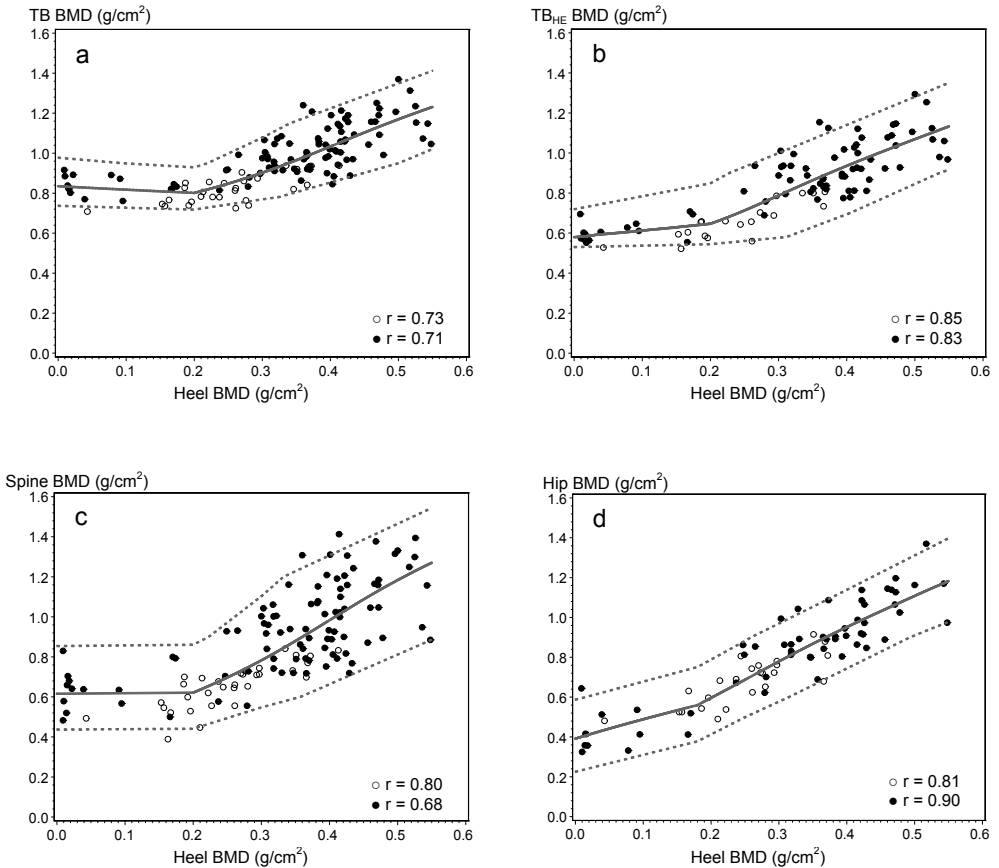 TB BMD (g/cm²)
a
1.6
1.4
1.2
1.0
0.8
0.6
0.4
0.2
0.0
○ r = 0.73
● r = 0.71
0.0 0.1 0.2 0.3 0.4 0.5 0.6
Heel BMD (g/cm²)
TB_HE BMD (g/cm²)
b
1.6
1.4
1.2
1.0
0.8
0.6
0.4
0.2
0.0
○ r = 0.85
● r = 0.83
0.0 0.1 0.2 0.3 0.4 0.5 0.6
Heel BMD (g/cm²)
Spine BMD (g/cm²)
c
1.6
1.4
1.2
1.0
0.8
0.6
0.4
0.2
0.0
○ r = 0.80
● r = 0.68
0.0 0.1 0.2 0.3 0.4 0.5 0.6
Heel BMD (g/cm²)
Hip BMD (g/cm²)
d
1.6
1.4
1.2
1.0
0.8
0.6
0.4
0.2
0.0
○ r = 0.81
● r = 0.90
0.0 0.1 0.2 0.3 0.4 0.5 0.6
Heel BMD (g/cm²)